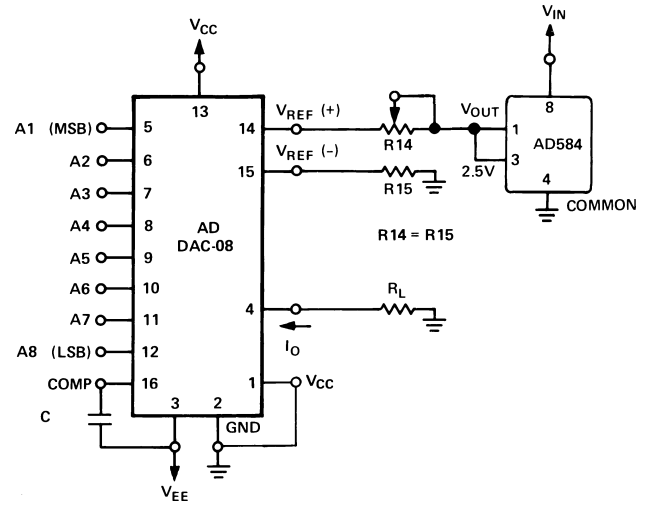 VCC
VIN
13
A1 (MSB) 5
14 VREF (+)
R14
VOUT
8
1
AD584
3
2.5V
4
COMMON
A2 6
15 VREF (-)
R15
A3 7
A4 8
AD
DAC-08
R14 = R15
A5 9
A6 10
A7 11
4
RL
IO
A8 (LSB) 12
COMP 16
1 VCC
C
3 2
GND
VEE